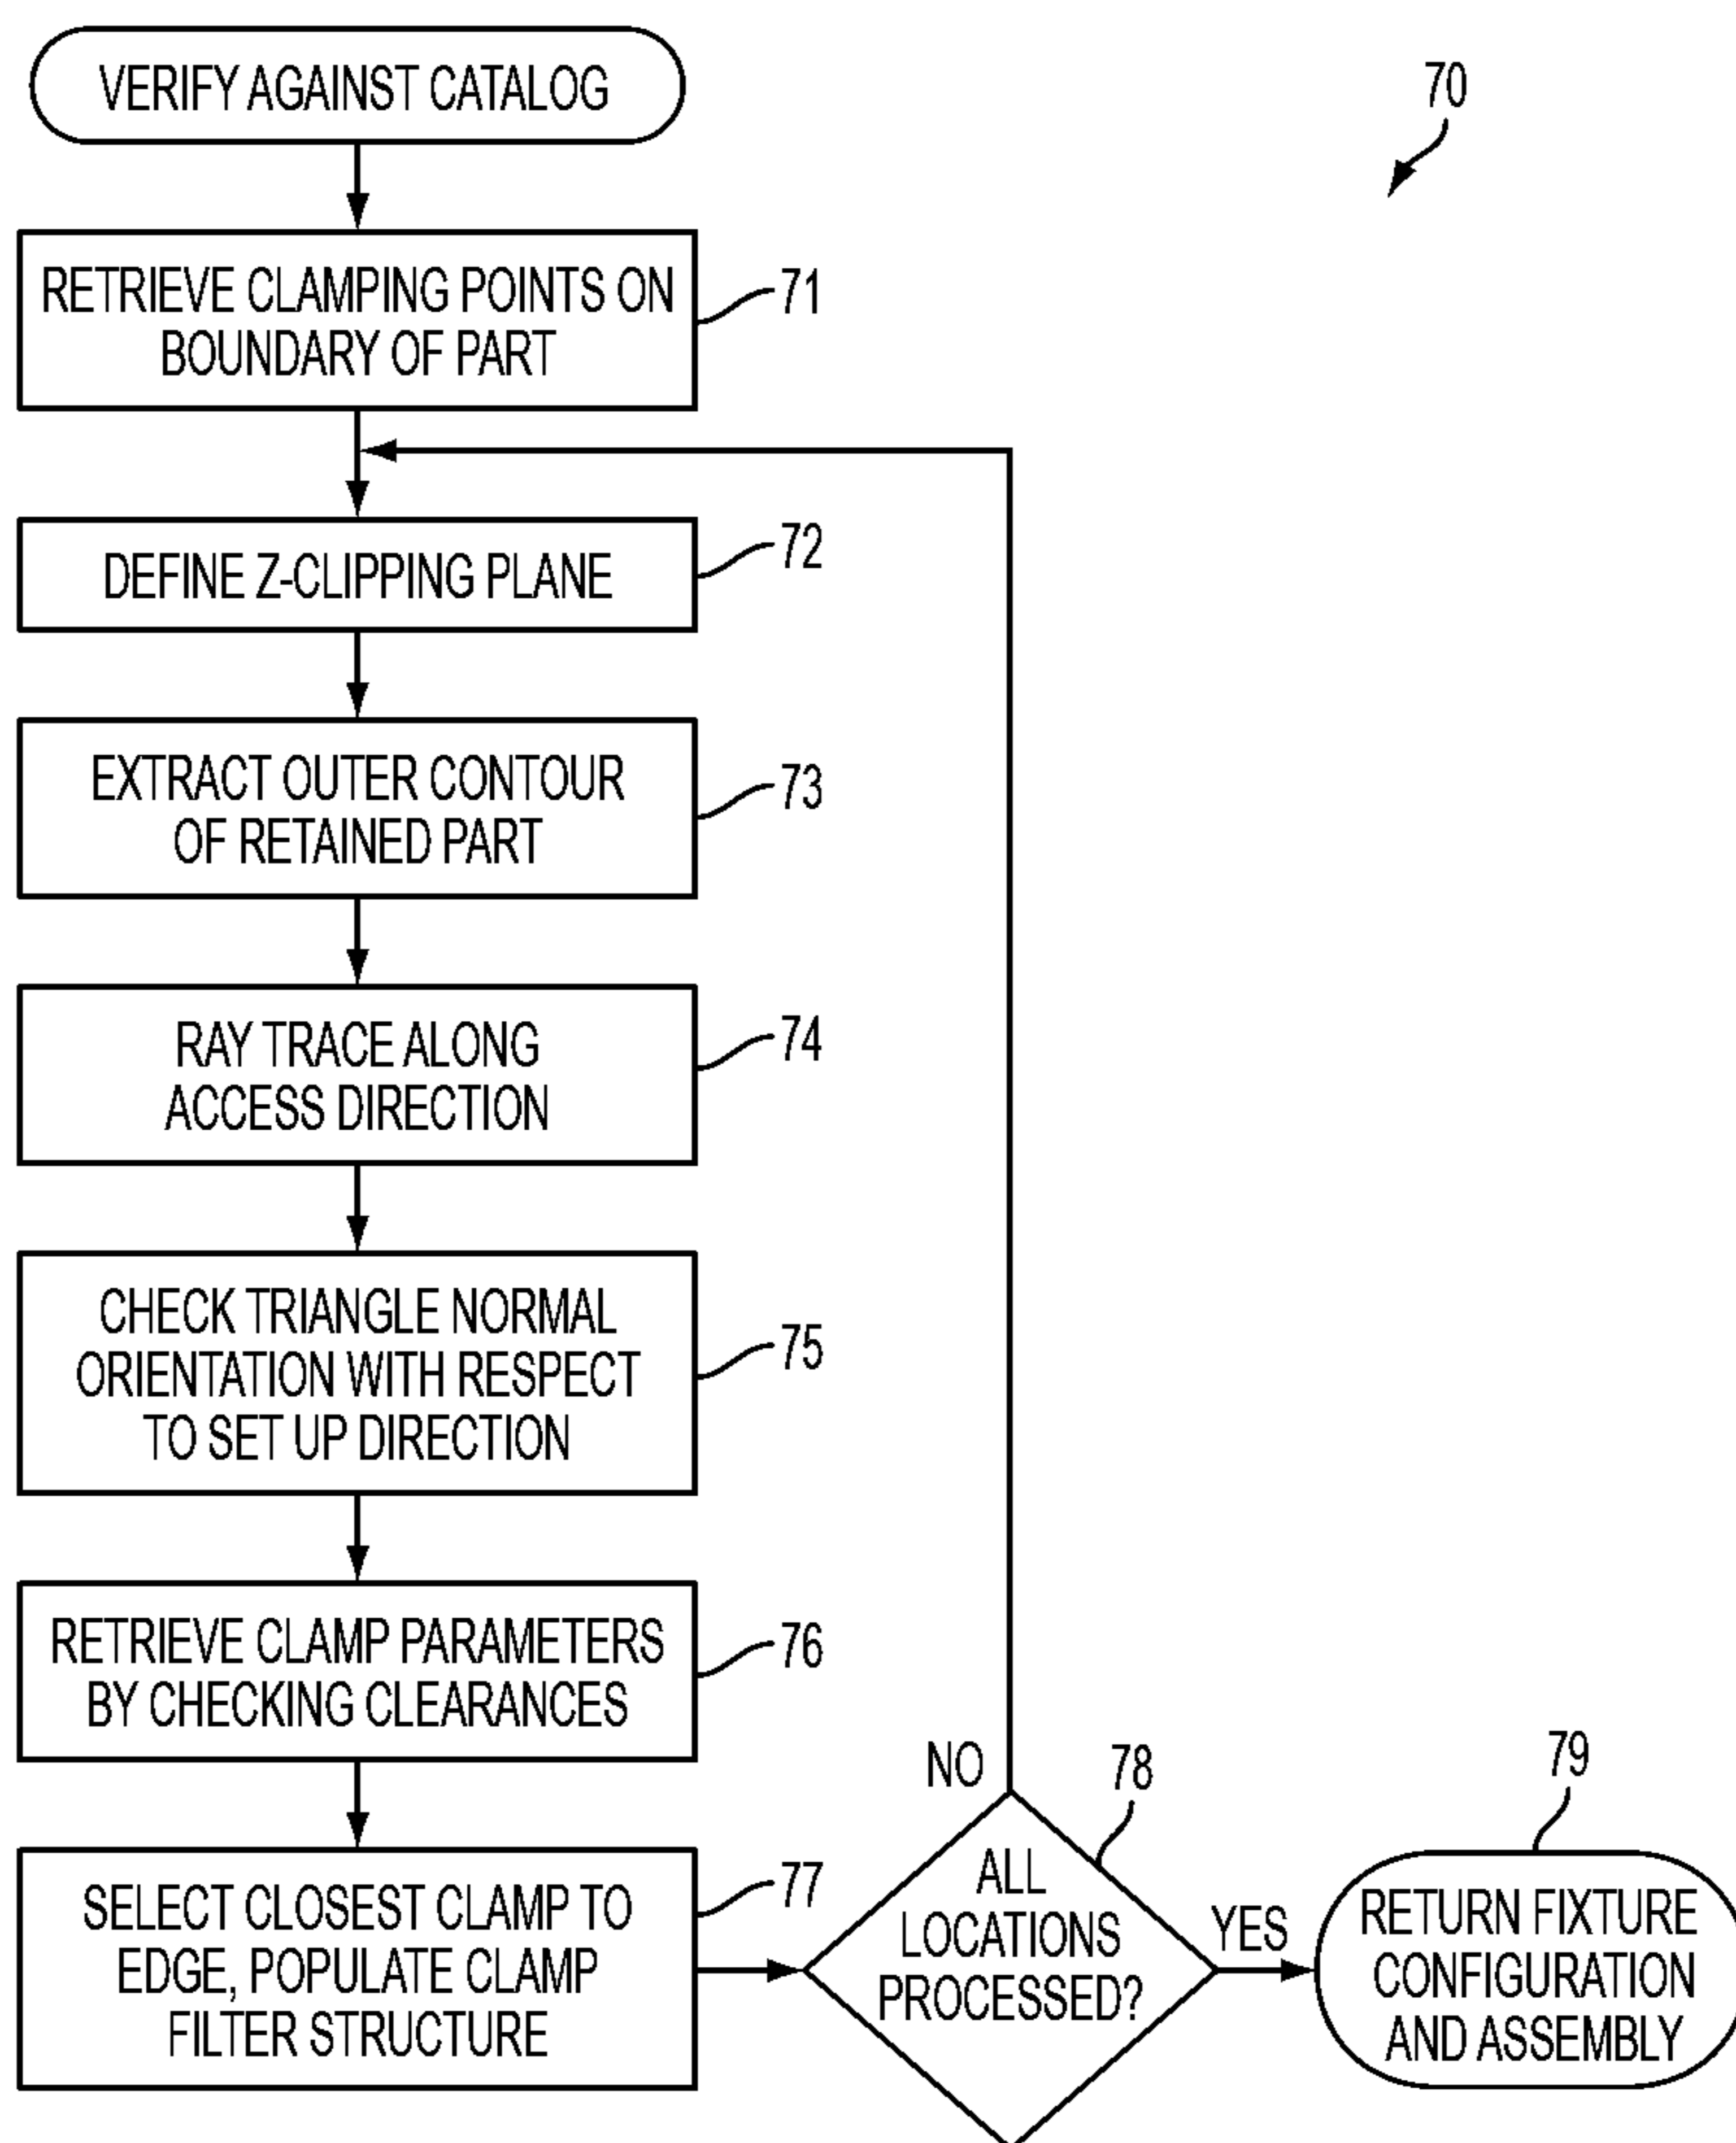 VERIFY AGAINST CATALOG
70
RETRIEVE CLAMPING POINTS ON
BOUNDARY OF PART
71
DEFINE Z-CLIPPING PLANE
72
EXTRACT OUTER CONTOUR
OF RETAINED PART
73
RAY TRACE ALONG
ACCESS DIRECTION
74
CHECK TRIANGLE NORMAL
ORIENTATION WITH RESPECT
TO SET UP DIRECTION
75
RETRIEVE CLAMP PARAMETERS
BY CHECKING CLEARANCES
76
SELECT CLOSEST CLAMP TO
EDGE, POPULATE CLAMP
FILTER STRUCTURE
77
NO
78
ALL
LOCATIONS
PROCESSED?
YES
79
RETURN FIXTURE
CONFIGURATION
AND ASSEMBLY